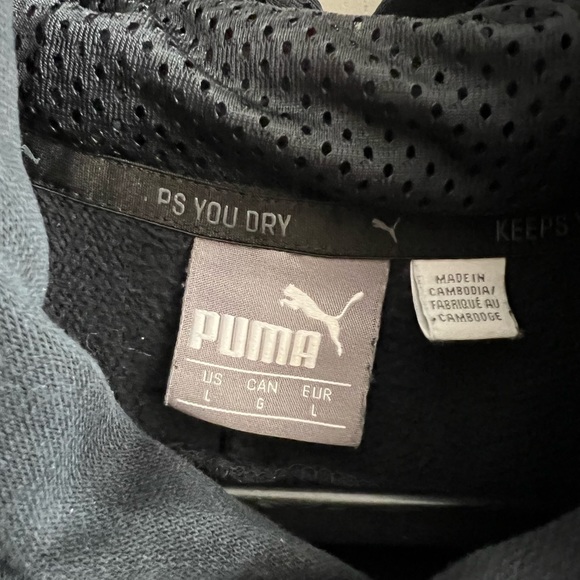 PS YOU DRY
KEEPS
PUMA
US CAN EUR
L G L
MADE IN
CAMBODIA/
FABRIQUÉ AU
CAMBODGE